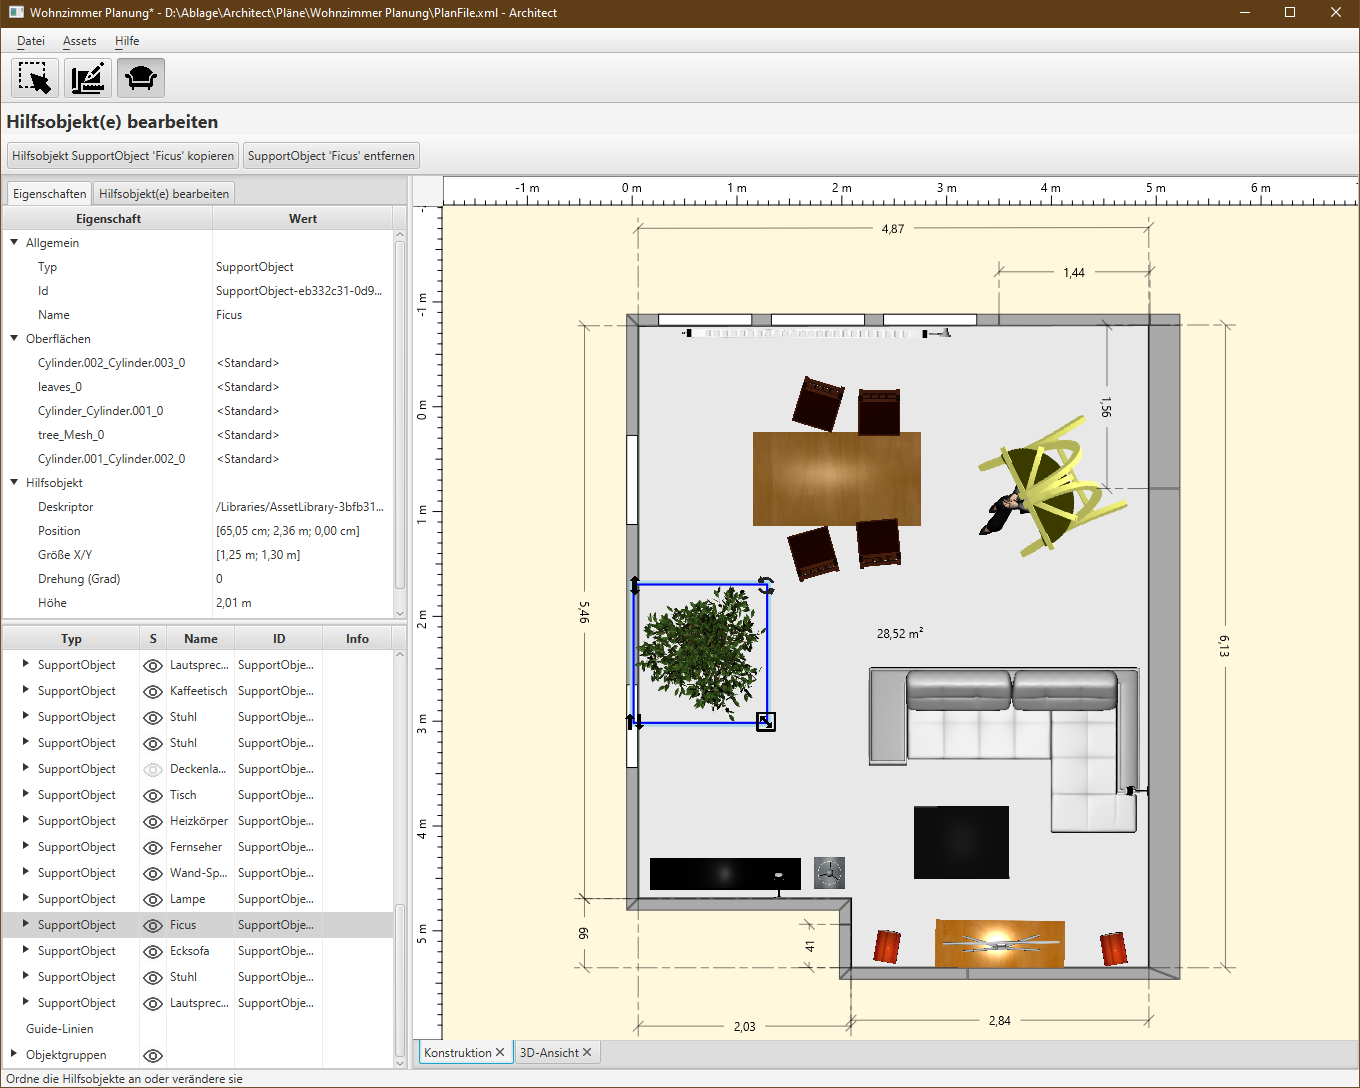 Wohnzimmer Planung* - D:\Ablage\Architect\Pläne\Wohnzimmer Planung\PlanFile.xml - Architect
Datei Assets Hilfe
Hilfsobjekt(e) bearbeiten
Hilfsobjekt SupportObject 'Ficus' kopieren SupportObject 'Ficus' entfernen
Eigenschaften Hilfsobjekt(e) bearbeiten
Eigenschaft Wert
Allgemein
Typ SupportObject
Id SupportObject-eb332c31-0d9...
Name Ficus
Oberflächen
Cylinder.002_Cylinder.003_0 <Standard>
leaves_0 <Standard>
Cylinder_Cylinder.001_0 <Standard>
tree_Mesh_0 <Standard>
Cylinder.001_Cylinder.002_0 <Standard>
Hilfsobjekt
Deskriptor /Libraries/AssetLibrary-3bfb31...
Position [65,05 cm; 2,36 m; 0,00 cm]
Größe X/Y [1,25 m; 1,30 m]
Drehung (Grad) 0
Höhe 2,01 m
Typ S Name ID Info
SupportObject Lautsprec... SupportObje...
SupportObject Kaffeetisch SupportObje...
SupportObject Stuhl SupportObje...
SupportObject Stuhl SupportObje...
SupportObject Deckenla... SupportObje...
SupportObject Tisch SupportObje...
SupportObject Heizkörper SupportObje...
SupportObject Fernseher SupportObje...
SupportObject Wand-Sp... SupportObje...
SupportObject Lampe SupportObje...
SupportObject Ficus SupportObje...
SupportObject Ecksofa SupportObje...
SupportObject Stuhl SupportObje...
SupportObject Lautsprec... SupportObje...
Guide-Linien
Objektgruppen
-1 m 0 m 1 m 2 m 3 m 4 m 5 m 6 m
-1 m
0 m
1 m
2 m
3 m
4 m
5 m
4,87
1,44
1,56
5,46
28,52 m²
6,13
66
41
2,03
2,84
Konstruktion 3D-Ansicht
Ordne die Hilfsobjekte an oder verändere sie